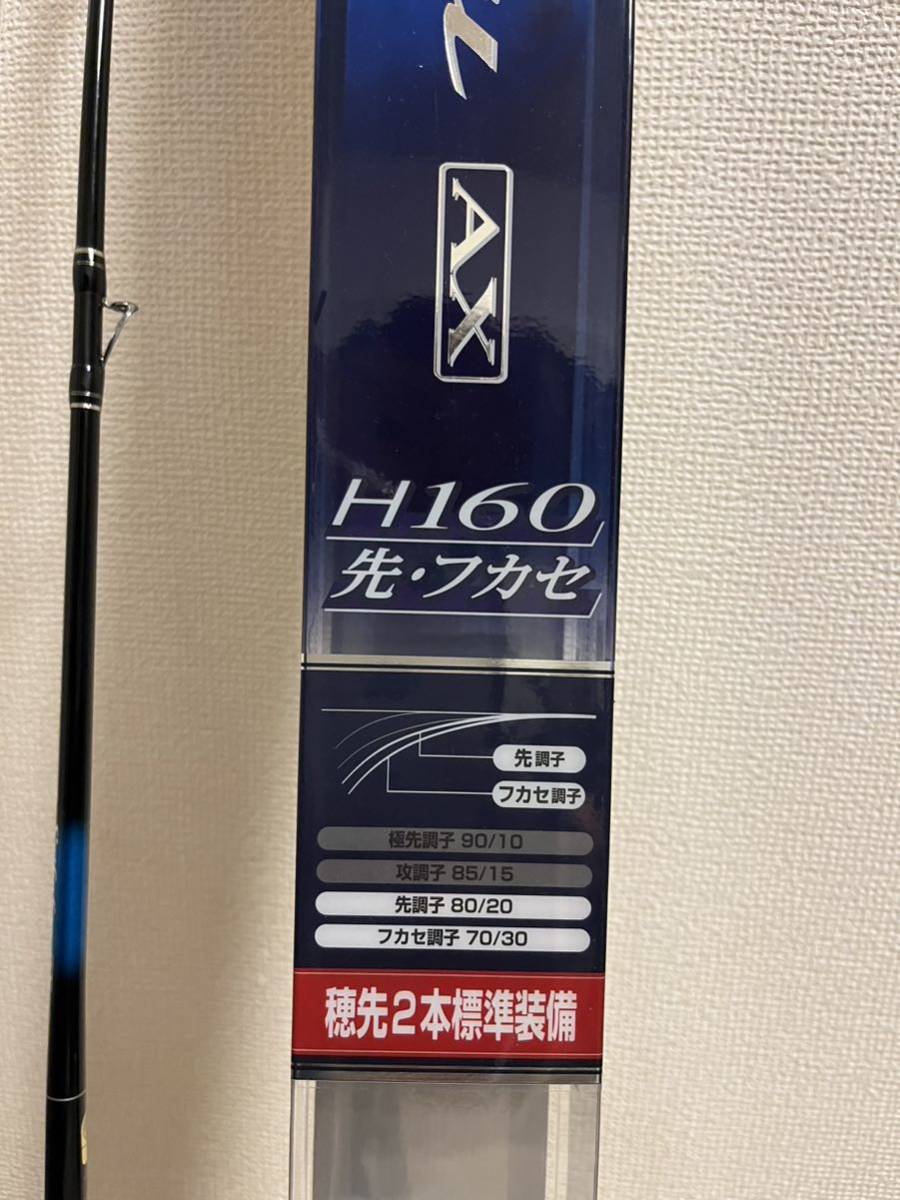 AX
H160
先・フカセ
先調子
フカセ調子
極先調子 90/10
攻調子 85/15
先調子 80/20
フカセ調子 70/30
穂先2本標準装備